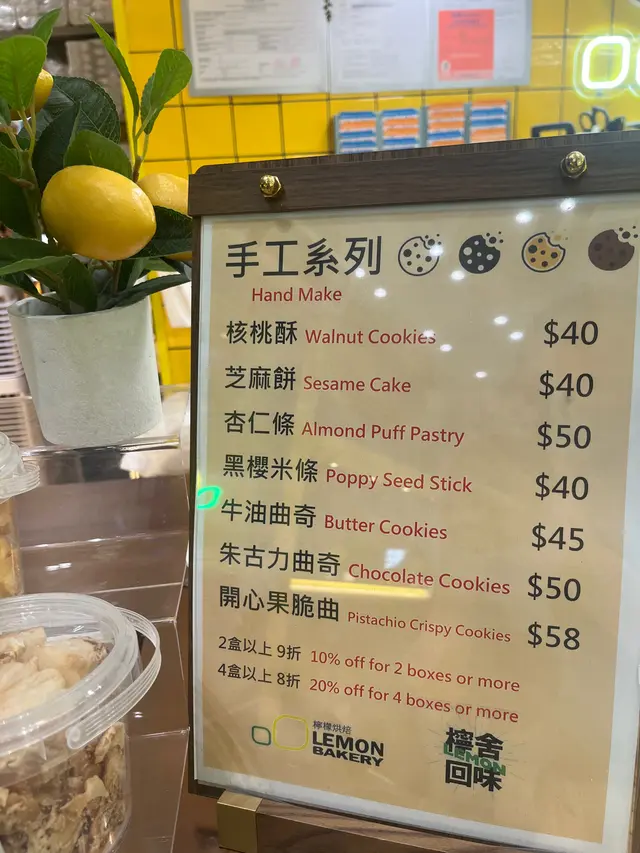 手工系列
Hand Make
核桃酥 Walnut Cookies $40
芝麻餅 Sesame Cake $40
杏仁條 Almond Puff Pastry $50
黑櫻米條 Poppy Seed Stick $40
牛油曲奇 Butter Cookies $45
朱古力曲奇 Chocolate Cookies $50
開心果脆曲 Pistachio Crispy Cookies $58
2盒以上 9折 10% off for 2 boxes or more
4盒以上 8折 20% off for 4 boxes or more
檸檬烘焙
LEMON
BAKERY
檸舍
LEMON
回味